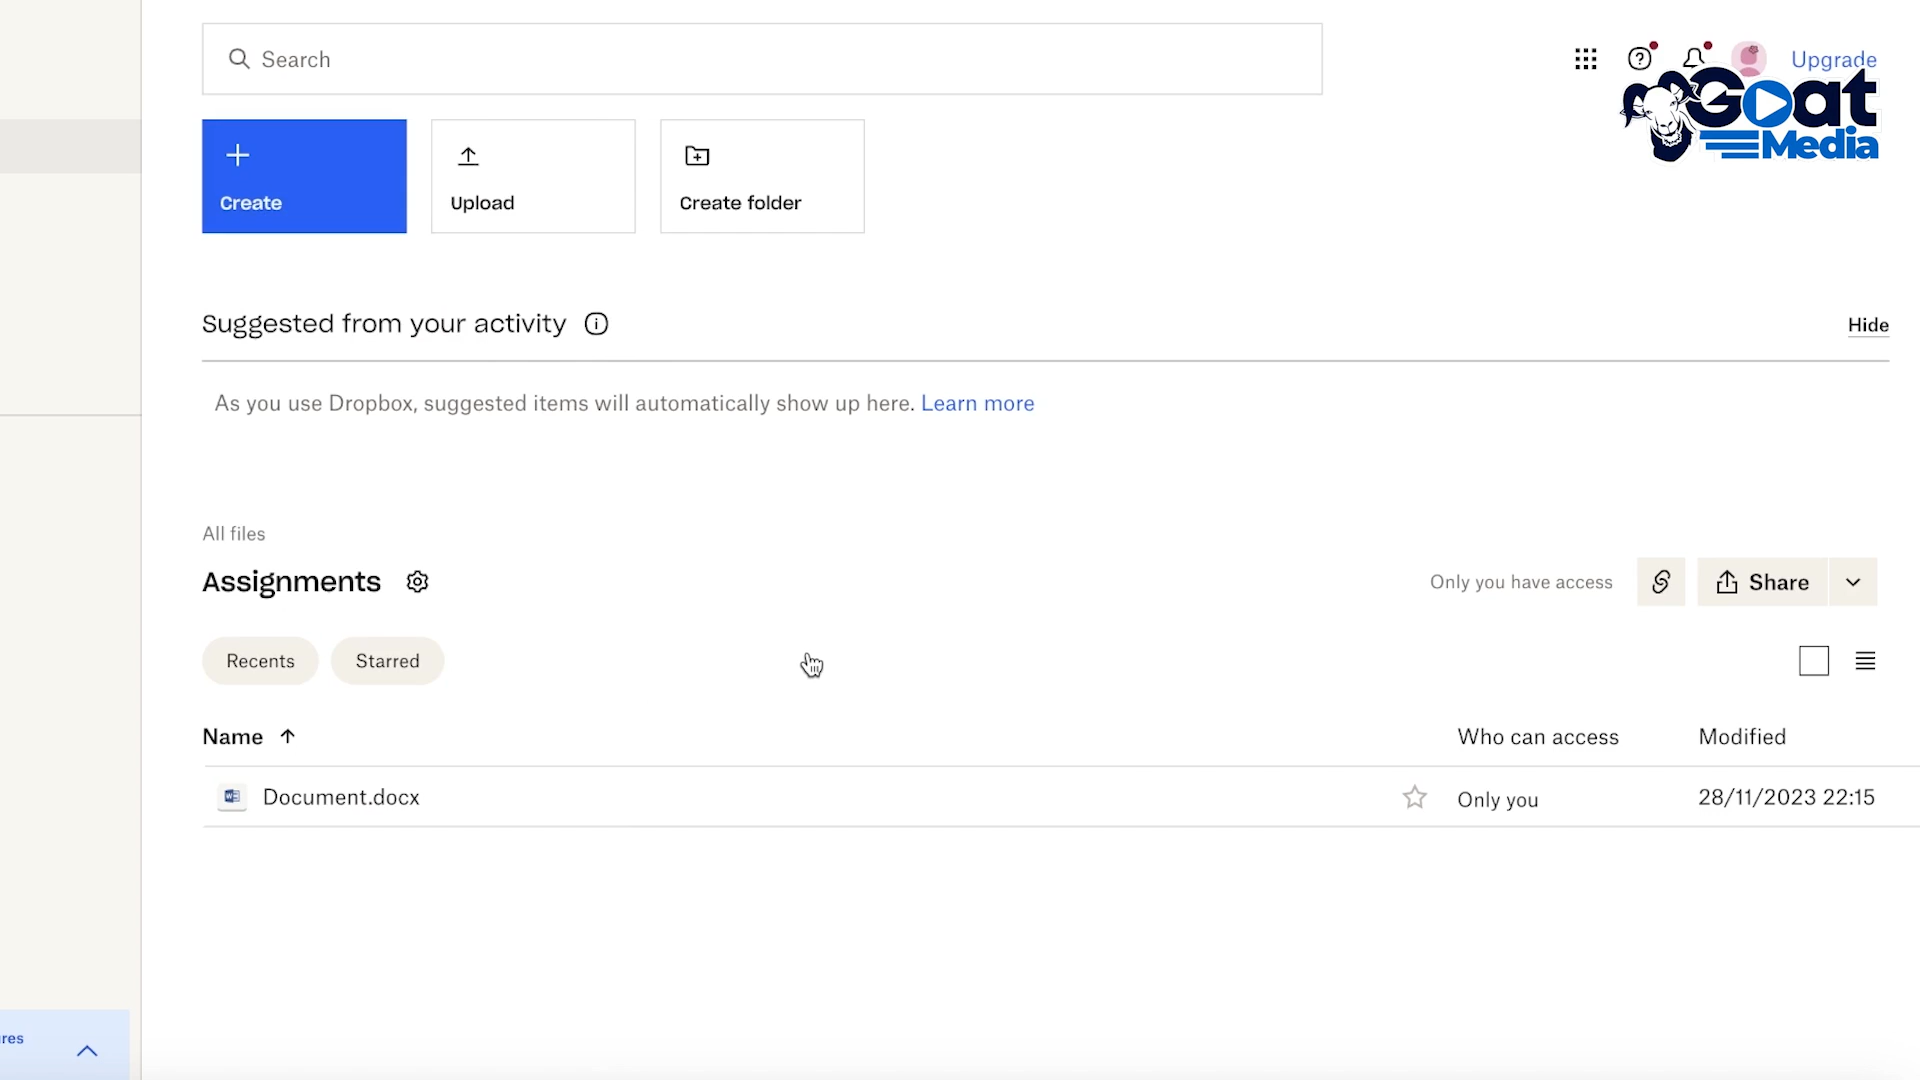 Search
Upgrade
Goat
Media
Create
Upload
Create folder
Suggested from your activity
Hide
As you use Dropbox, suggested items will automatically show up here. Learn more
All files
Assignments
Only you have access
Share
Recents
Starred
Name
Who can access
Modified
Document.docx
Only you
28/11/2023 22:15
res